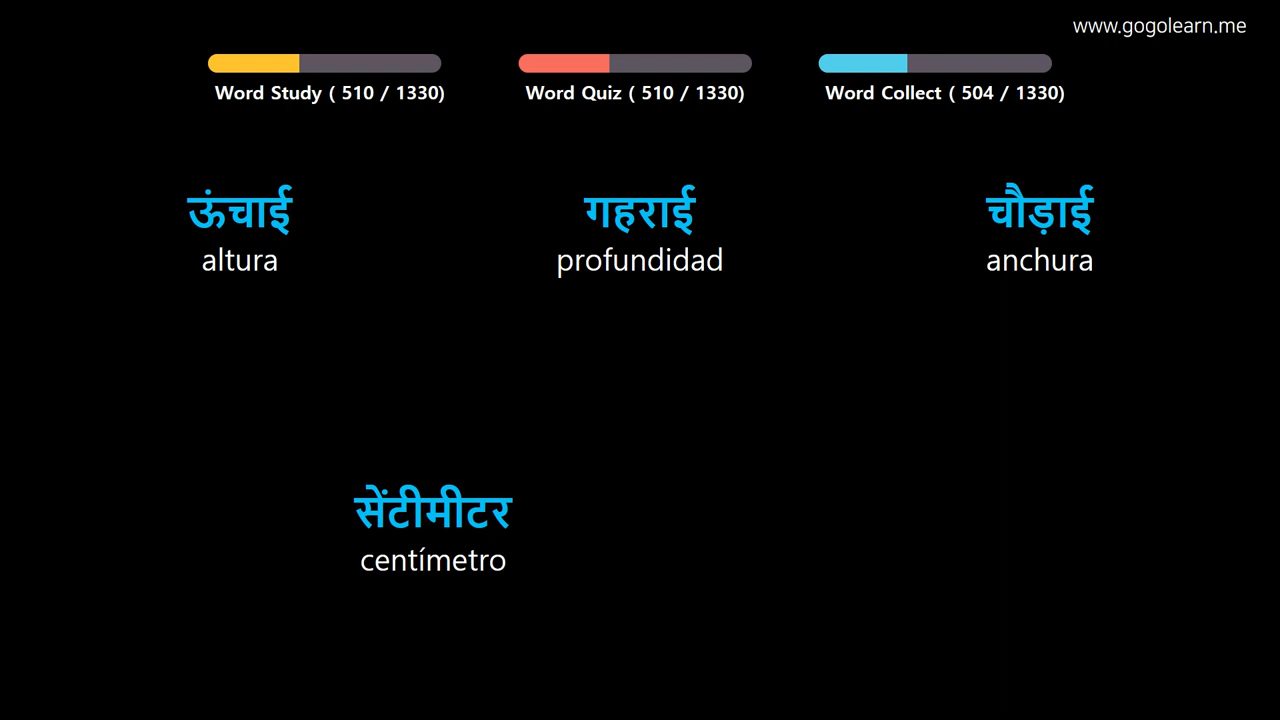 www.gogolearn.me
Word Study ( 510 / 1330)
Word Quiz ( 510 / 1330)
Word Collect ( 504 / 1330)
ऊंचाई
altura
गहराई
profundidad
चौड़ाई
anchura
सेंटीमीटर
centímetro